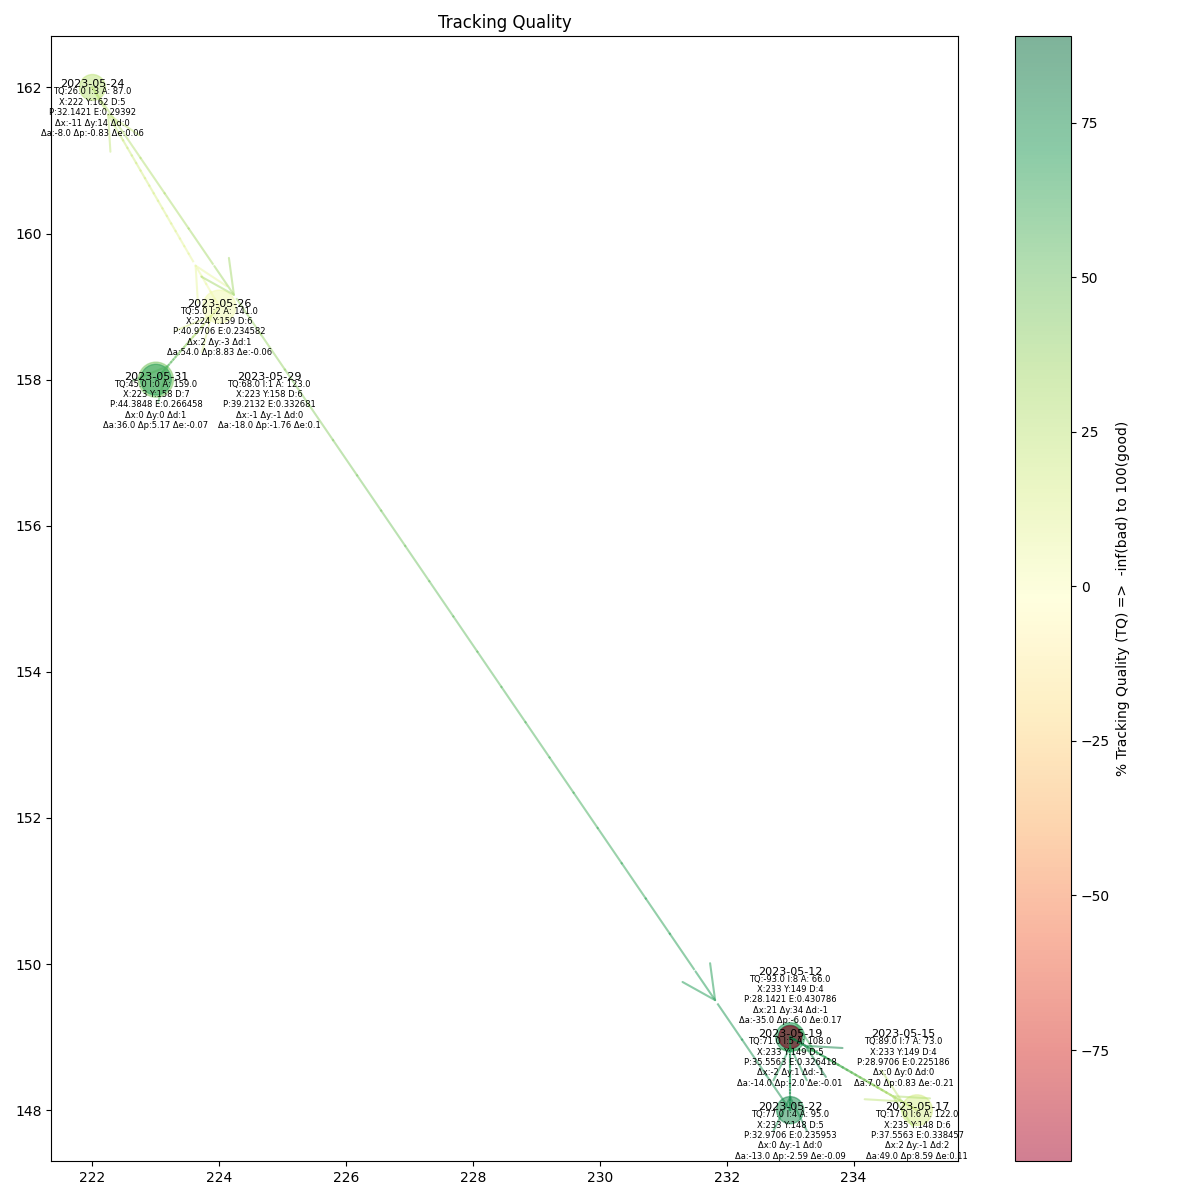 Tracking Quality
162
160
158
156
154
152
150
148
222
224
226
228
230
232
234
2023-05-24
TQ:26.0 I:3 A: 87.0
X:222 Y:162 D:5
P:32.1421 E:0.29392
Δx:-11 Δy:14 Δd:0
Δa:-8.0 Δp:-0.83 Δe:0.06
2023-05-26
TQ:5.0 I:2 A: 141.0
X:224 Y:159 D:6
P:40.9706 E:0.234582
Δx:2 Δy:-3 Δd:1
Δa:54.0 Δp:8.83 Δe:-0.06
2023-05-31
TQ:45.0 I:0 A: 159.0
X:223 Y:158 D:7
P:44.3848 E:0.266458
Δx:0 Δy:0 Δd:1
Δa:36.0 Δp:5.17 Δe:-0.07
2023-05-29
TQ:68.0 I:1 A: 123.0
X:223 Y:158 D:6
P:39.2132 E:0.332681
Δx:-1 Δy:-1 Δd:0
Δa:-18.0 Δp:-1.76 Δe:0.1
2023-05-12
TQ:-93.0 I:8 A: 66.0
X:233 Y:149 D:4
P:28.1421 E:0.430786
Δx:21 Δy:34 Δd:-1
Δa:-35.0 Δp:-6.0 Δe:0.17
2023-05-19
TQ:71.0 I:5 A: 108.0
X:233 Y:149 D:5
P:35.5563 E:0.326418
Δx:-2 Δy:1 Δd:-1
Δa:-14.0 Δp:-2.0 Δe:-0.01
2023-05-15
TQ:89.0 I:7 A: 73.0
X:233 Y:149 D:4
P:28.9706 E:0.225186
Δx:0 Δy:0 Δd:0
Δa:7.0 Δp:0.83 Δe:-0.21
2023-05-22
TQ:77.0 I:4 A: 95.0
X:233 Y:148 D:5
P:32.9706 E:0.235953
Δx:0 Δy:-1 Δd:0
Δa:-13.0 Δp:-2.59 Δe:-0.09
2023-05-17
TQ:17.0 I:6 A: 122.0
X:235 Y:148 D:6
P:37.5563 E:0.338457
Δx:2 Δy:-1 Δd:2
Δa:49.0 Δp:8.59 Δe:0.11
75
50
25
0
−25
−50
−75
% Tracking Quality (TQ) => -inf(bad) to 100(good)